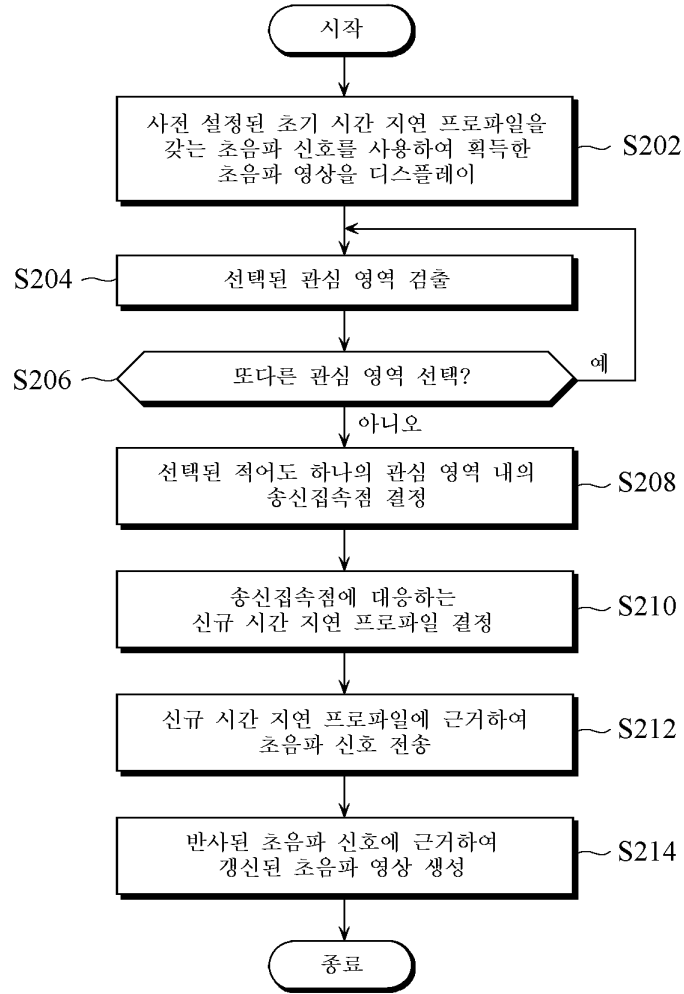 시작
사전 설정된 초기 시간 지연 프로파일을
갖는 초음파 신호를 사용하여 획득한
초음파 영상을 디스플레이
S202
S204
선택된 관심 영역 검출
S206
또다른 관심 영역 선택?
예
아니오
선택된 적어도 하나의 관심 영역 내의
송신집속점 결정
S208
송신집속점에 대응하는
신규 시간 지연 프로파일 결정
S210
신규 시간 지연 프로파일에 근거하여
초음파 신호 전송
S212
반사된 초음파 신호에 근거하여
갱신된 초음파 영상 생성
S214
종료